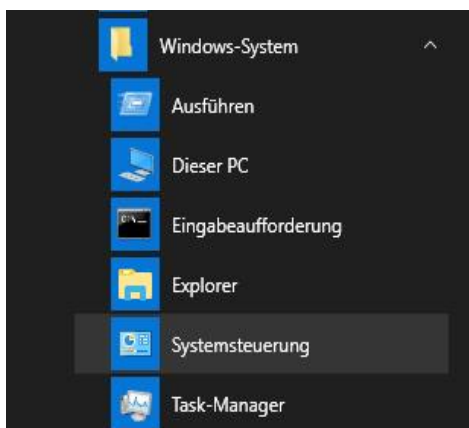 Windows-System
Ausführen
Dieser PC
Eingabeaufforderung
Explorer
Systemsteuerung
Task-Manager